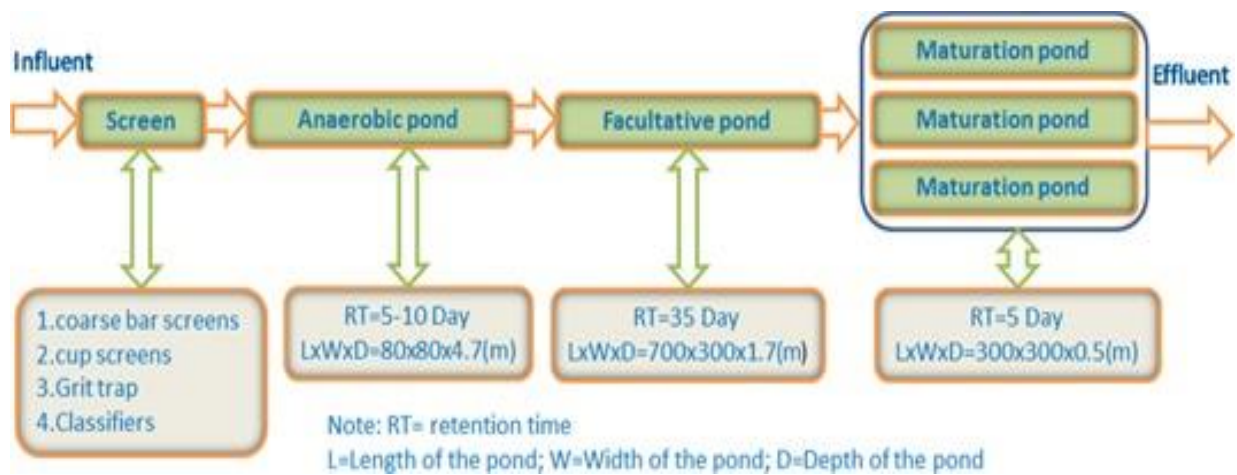 Influent
Screen
Anaerobic pond
Facultative pond
Maturation pond
Maturation pond
Maturation pond
Effluent
1.coarse bar screens
2.cup screens
3.Grit trap
4.Classifiers
RT=5-10 Day
LxWxD=80x80x4.7(m)
RT=35 Day
LxWxD=700x300x1.7(m)
RT=5 Day
LxWxD=300x300x0.5(m)
Note: RT= retention time
L=Length of the pond; W=Width of the pond; D=Depth of the pond